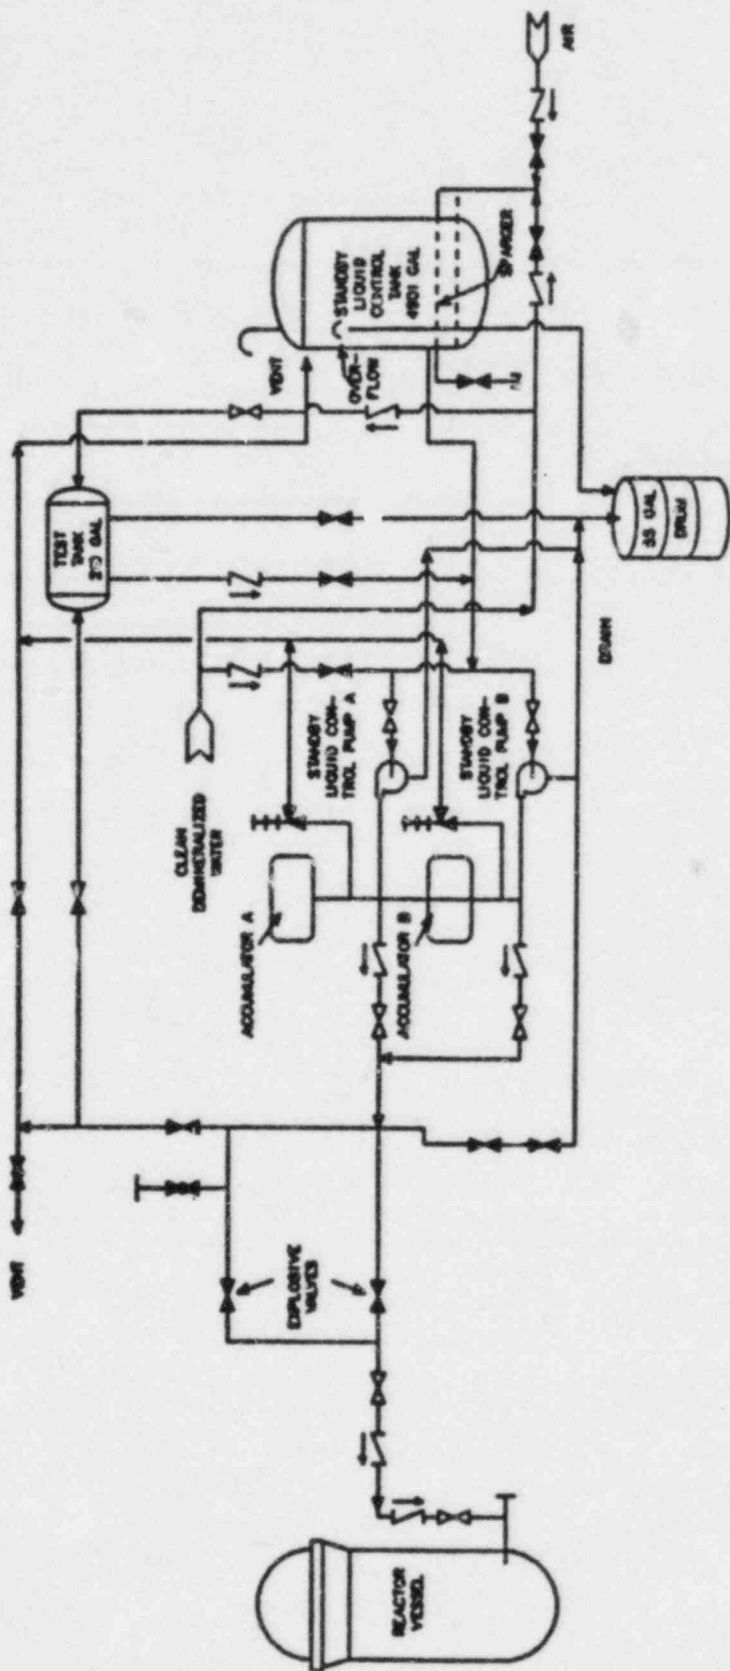 AIR
STANDBY
LIQUID
CONTROL
TANK
4901 GAL
SPARGER
VENT
OVER-
FLOW
TEST
TANK
GAL
55 GAL
DRUM
DRAIN
CLEAN
DEMINERALIZED
WATER
STANDBY
LIQUID CON-
TROL PUMP A
STANDBY
LIQUID CON-
TROL PUMP B
ACCUMULATOR A
ACCUMULATOR B
VENT
EXPLOSIVE
VALVES
REACTOR
VESSEL